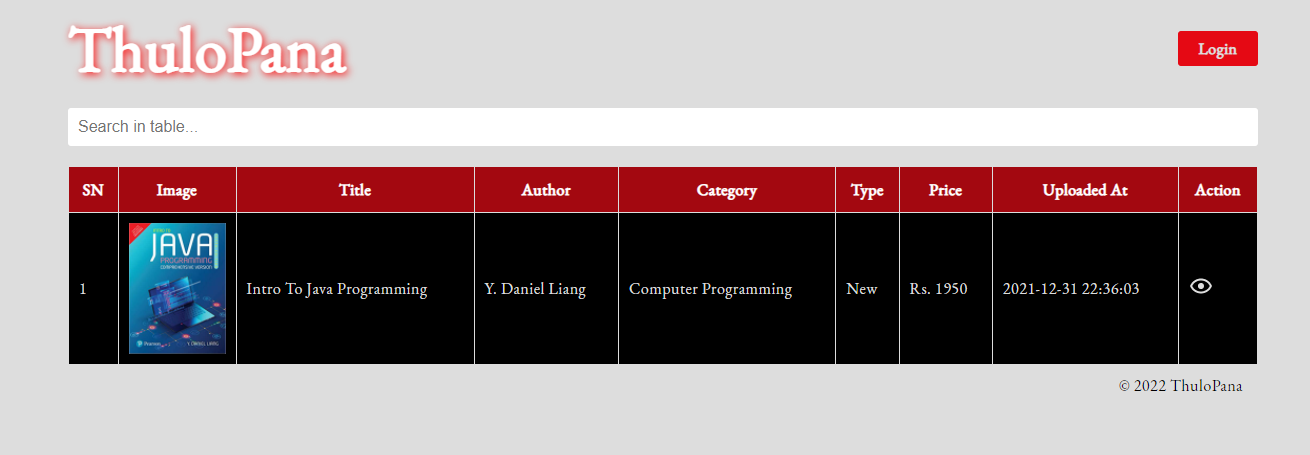 ThuloPana
Login
Search in table...
SN Image Title Author Category Type Price Uploaded At Action
JAVA
PROGRAMMING
COMPREHENSIVE VERSION
Pearson
Y. DANIEL LIANG
1 Intro To Java Programming Y. Daniel Liang Computer Programming New Rs. 1950 2021-12-31 22:36:03
© 2022 ThuloPana